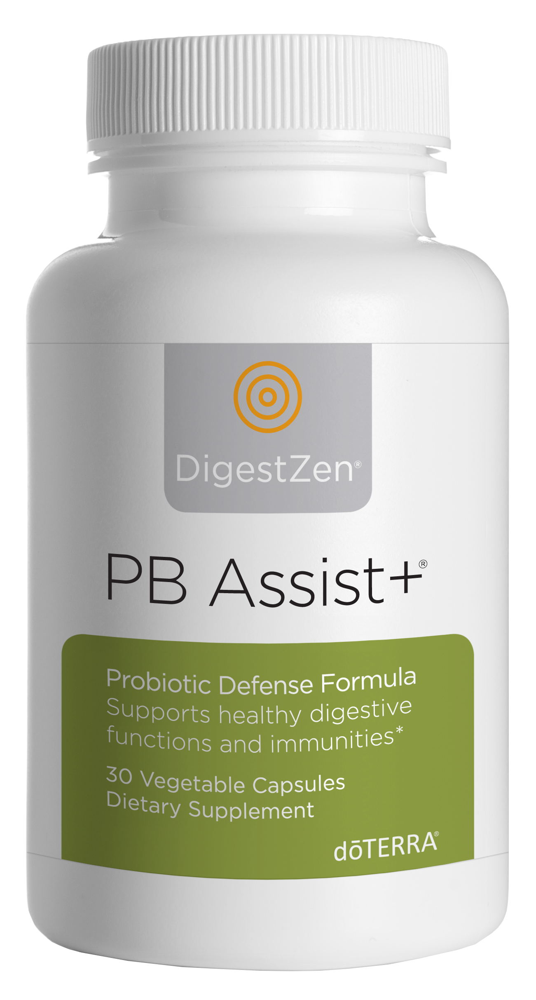 DigestZen®
PB Assist+®
Probiotic Defense Formula
Supports healthy digestive
functions and immunities*
30 Vegetable Capsules
Dietary Supplement
dōTERRA®